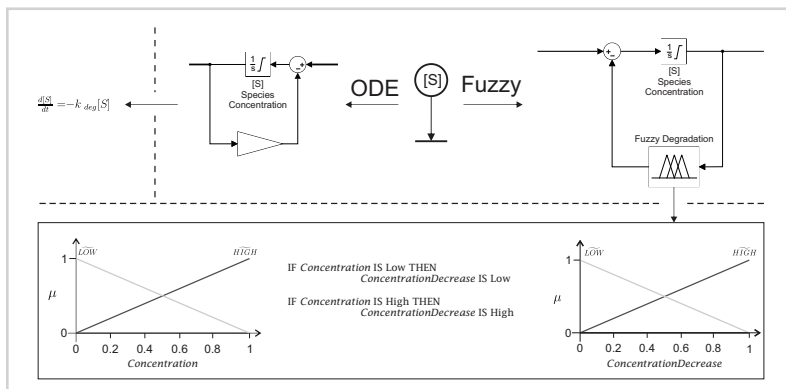 d[S]/dt = −k deg[S]
1/s ∫
− +
[S]
Species
Concentration
ODE
[S]
Fuzzy
+ −
1/s ∫
[S]
Species
Concentration
Fuzzy Degradation
LOW
HIGH
1
μ
0
0 0.2 0.4 0.6 0.8 1
Concentration
IF Concentration IS Low THEN
ConcentrationDecrease IS Low
IF Concentration IS High THEN
ConcentrationDecrease IS High
LOW
HIGH
1
μ
0
0 0.2 0.4 0.6 0.8 1
ConcentrationDecrease